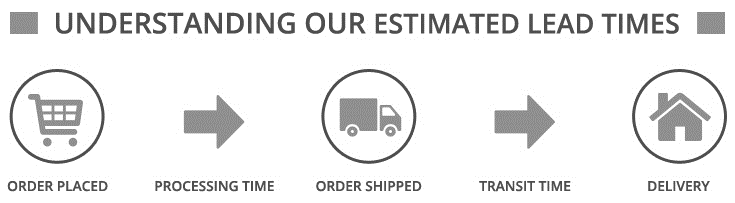 UNDERSTANDING OUR ESTIMATED LEAD TIMES
ORDER PLACED
PROCESSING TIME
ORDER SHIPPED
TRANSIT TIME
DELIVERY